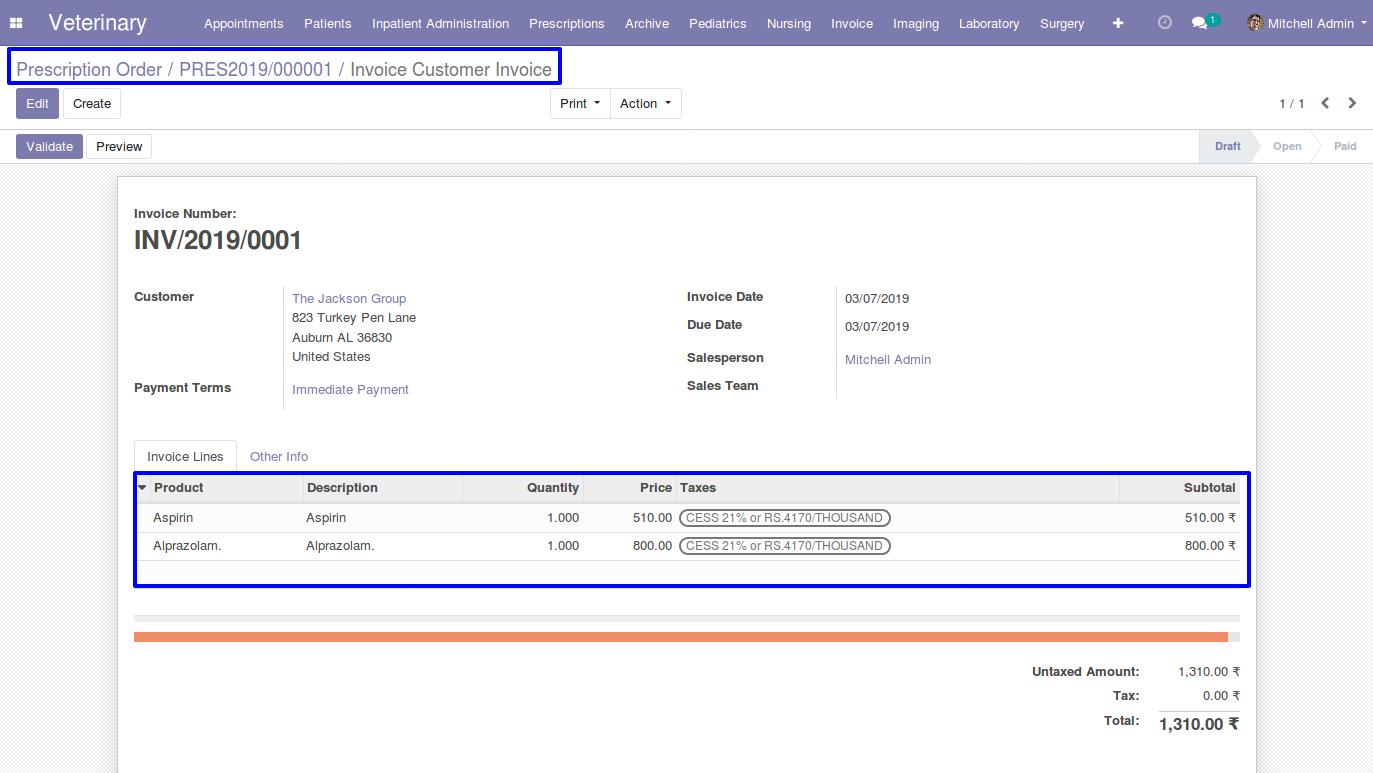 Veterinary Appointments Patients Inpatient Administration Prescriptions Archive Pediatrics Nursing Invoice Imaging Laboratory Surgery 1 Mitchell Admin
Prescription Order / PRES2019/000001 / Invoice Customer Invoice
Edit Create Print Action 1 / 1
Validate Preview Draft Open Paid
Invoice Number:
INV/2019/0001
Customer The Jackson Group
823 Turkey Pen Lane
Auburn AL 36830
United States
Payment Terms Immediate Payment
Invoice Date 03/07/2019
Due Date 03/07/2019
Salesperson Mitchell Admin
Sales Team
Invoice Lines Other Info
Product Description Quantity Price Taxes Subtotal
Aspirin Aspirin 1.000 510.00 CESS 21% or RS.4170/THOUSAND 510.00 ₹
Alprazolam. Alprazolam. 1.000 800.00 CESS 21% or RS.4170/THOUSAND 800.00 ₹
Untaxed Amount: 1,310.00 ₹
Tax: 0.00 ₹
Total: 1,310.00 ₹